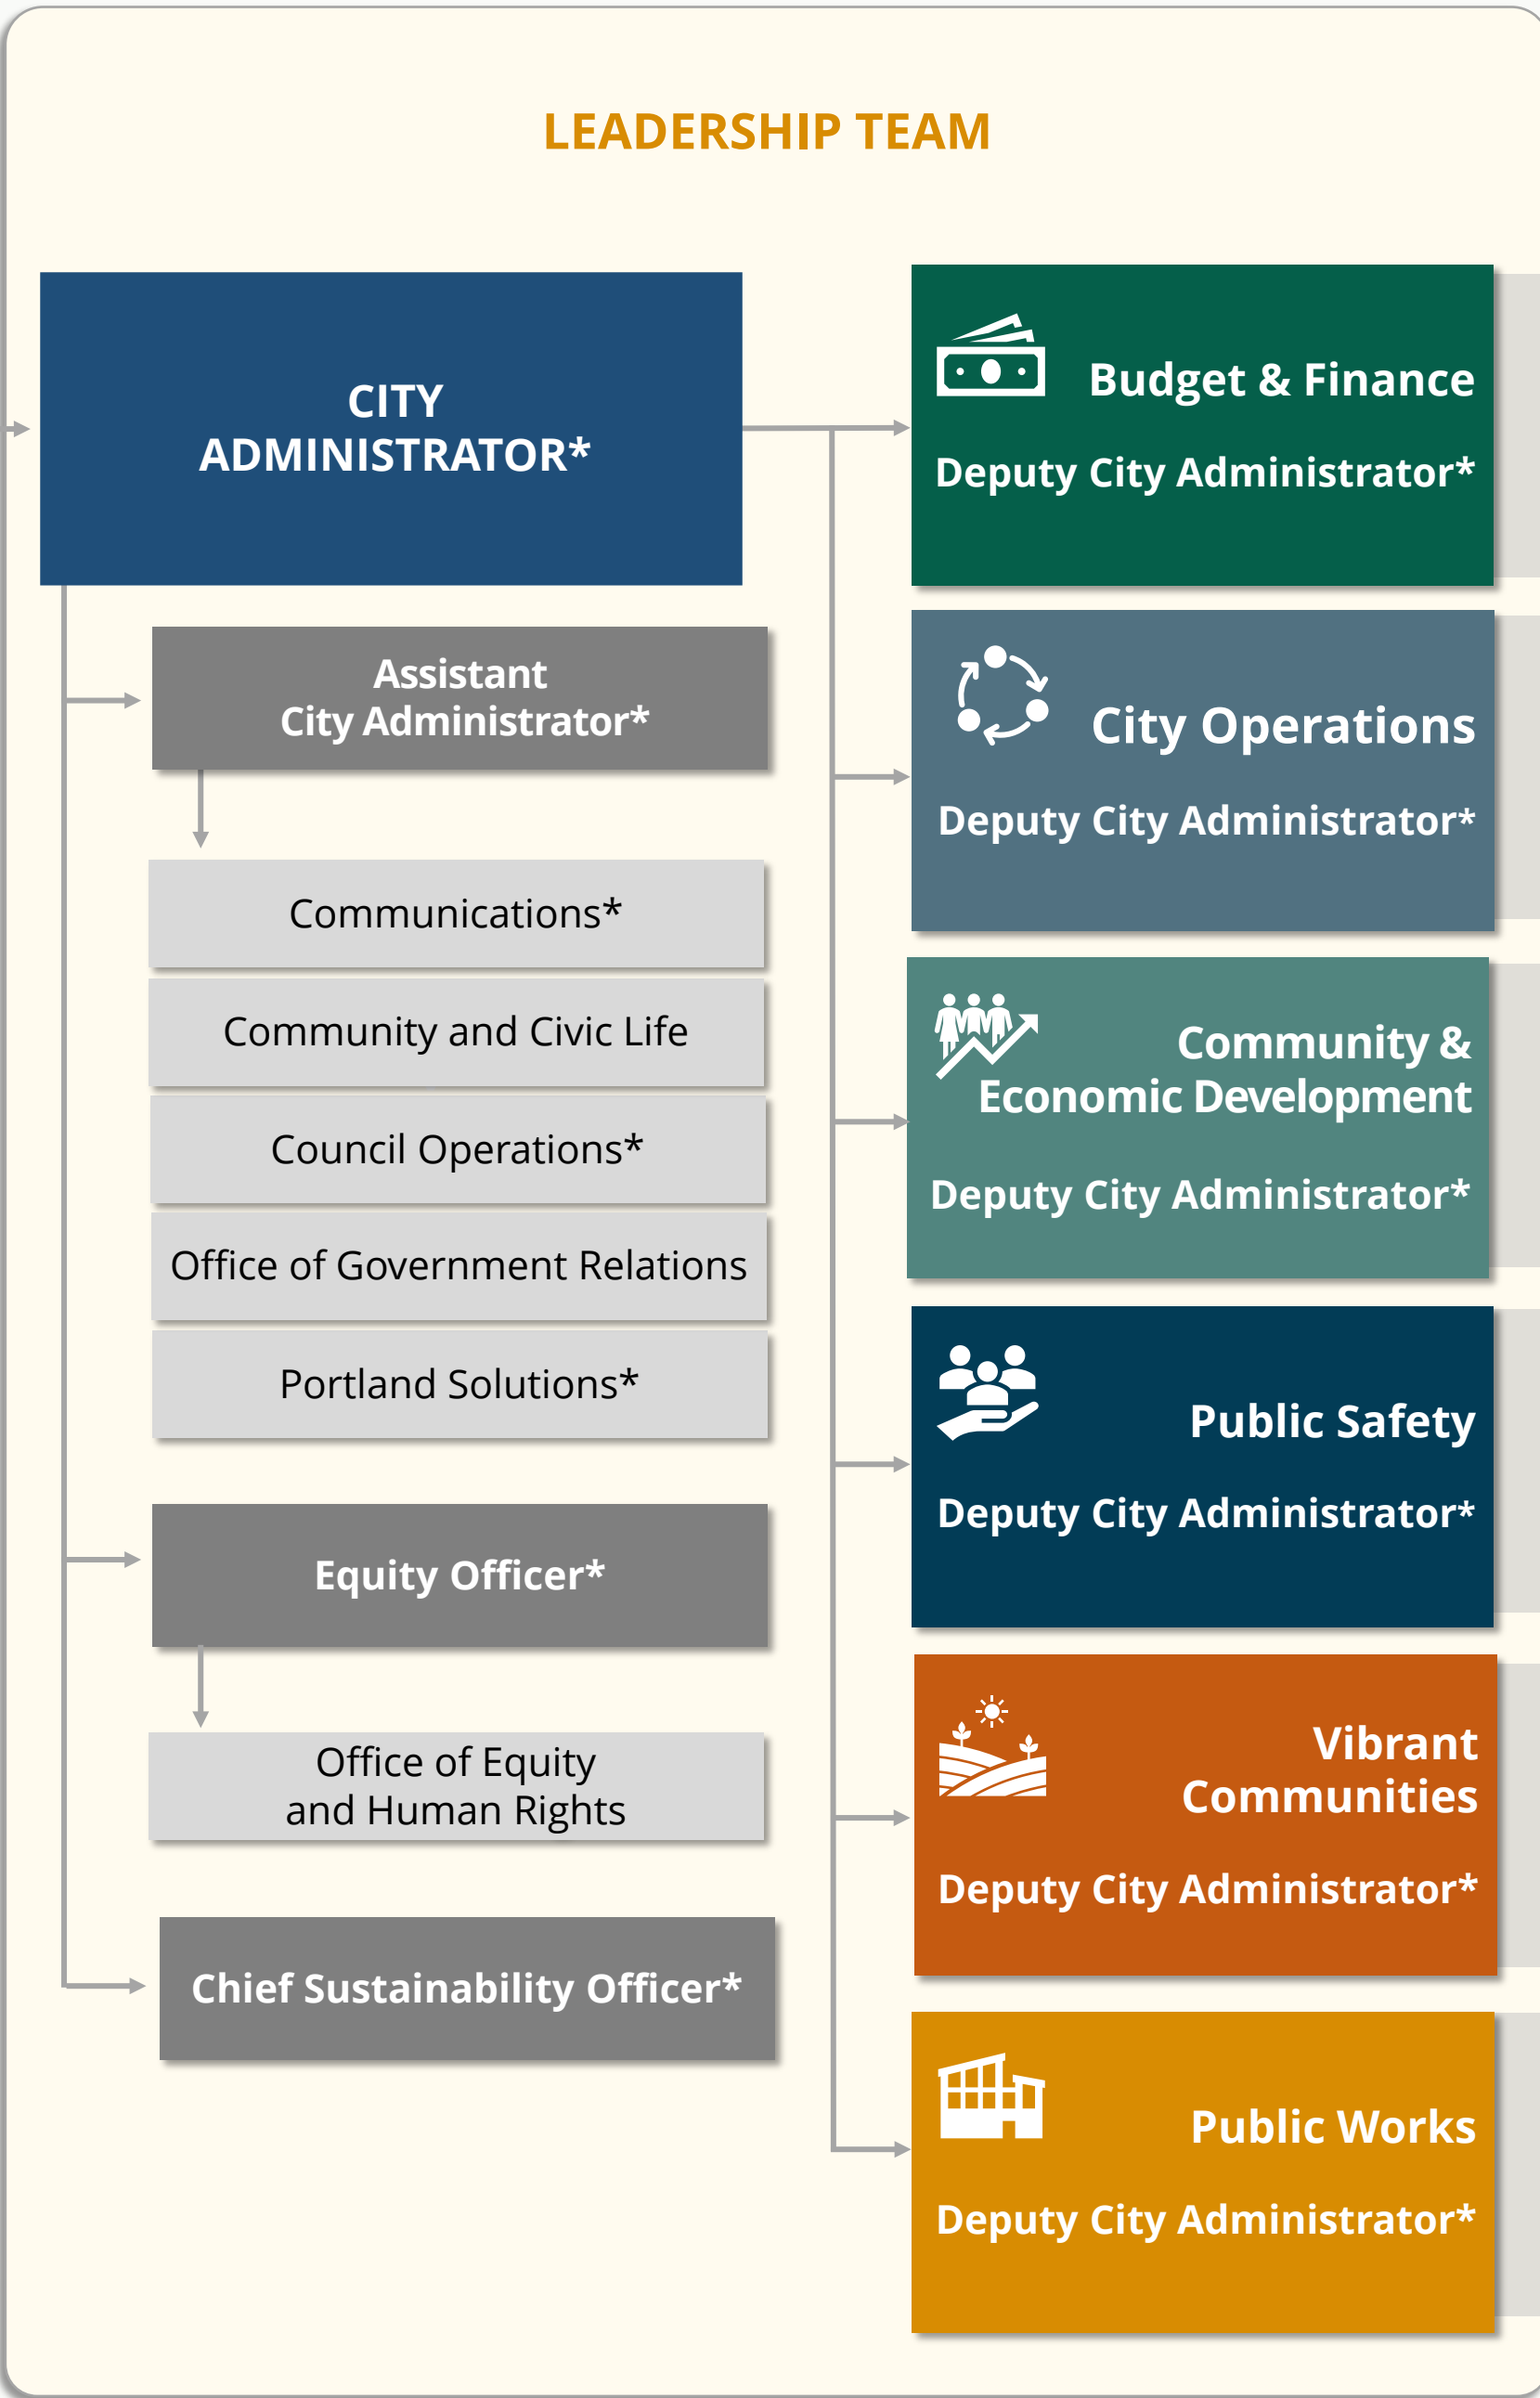 LEADERSHIP TEAM
CITY
ADMINISTRATOR*
Assistant
City Administrator*
Communications*
Community and Civic Life
Council Operations*
Office of Government Relations
Portland Solutions*
Equity Officer*
Office of Equity
and Human Rights
Chief Sustainability Officer*
Budget & Finance
Deputy City Administrator*
City Operations
Deputy City Administrator*
Community &
Economic Development
Deputy City Administrator*
Public Safety
Deputy City Administrator*
Vibrant
Communities
Deputy City Administrator*
Public Works
Deputy City Administrator*